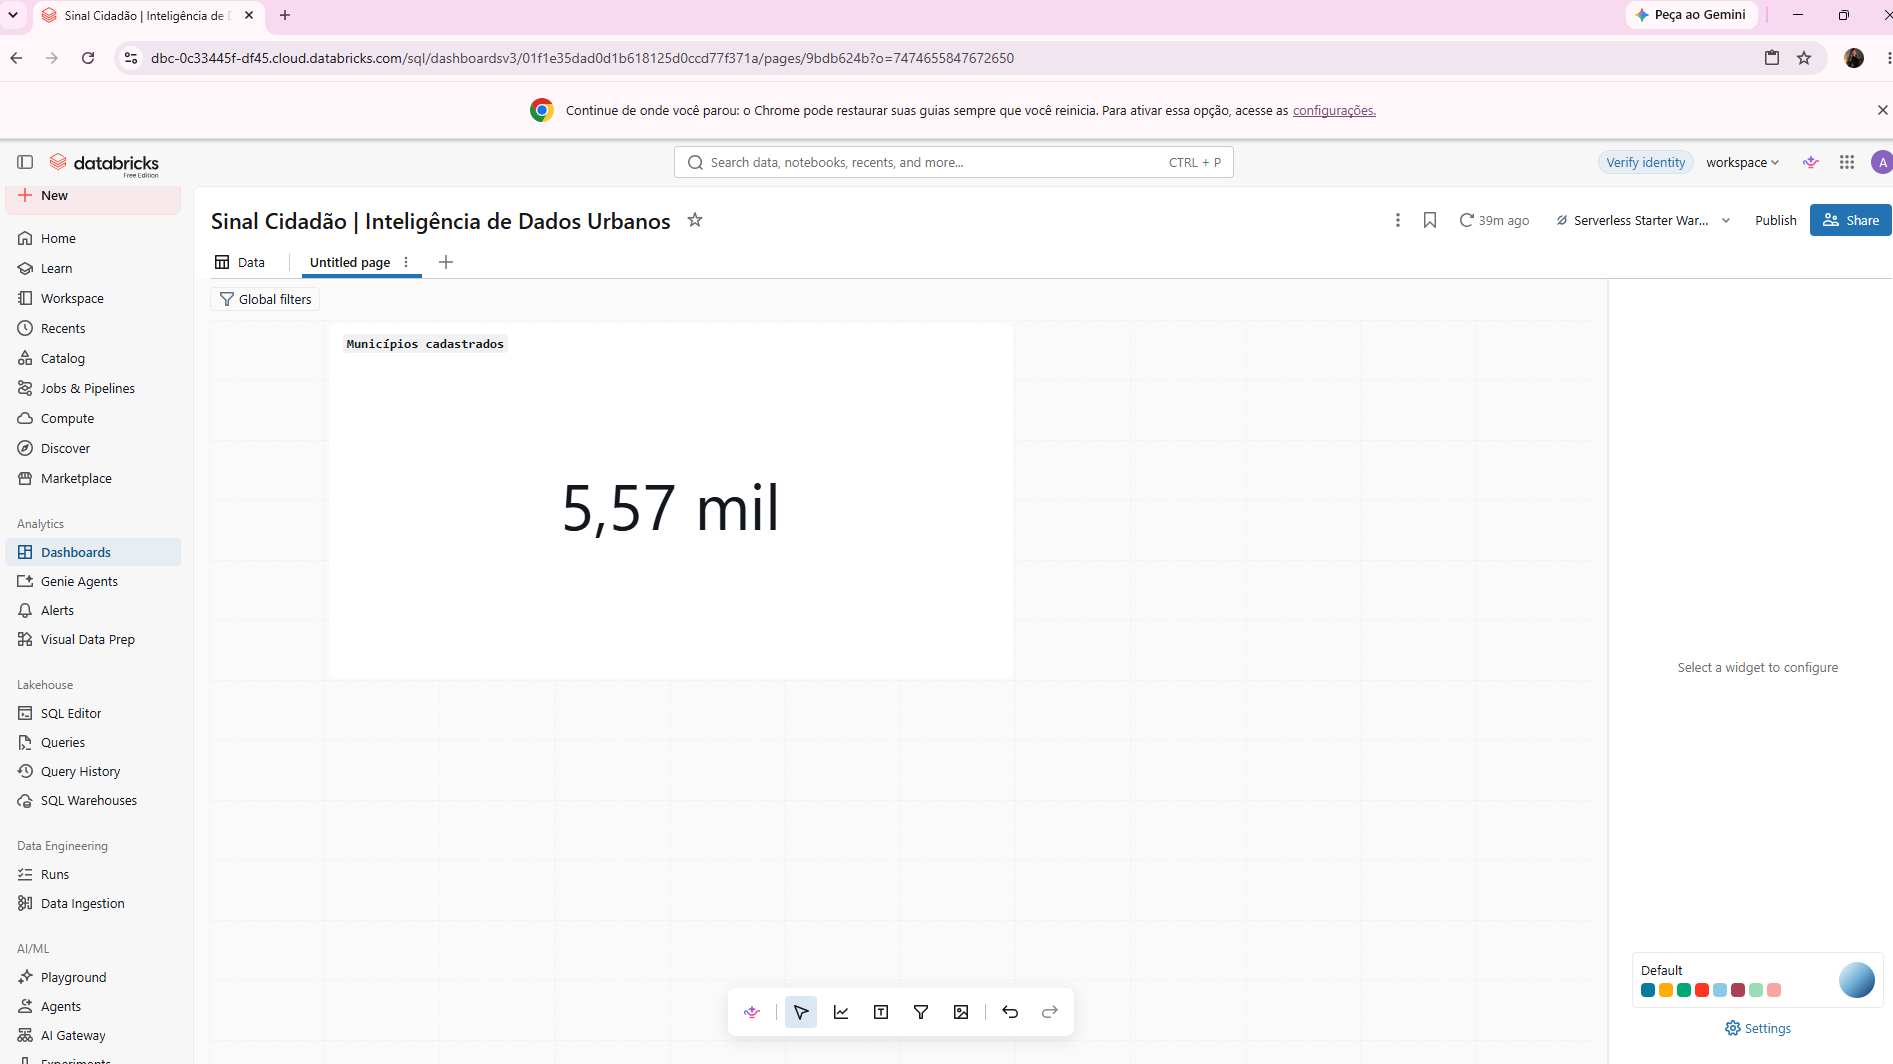 Sinal Cidadão | Inteligência de D
Peça ao Gemini
dbc-0c33445f-df45.cloud.databricks.com/sql/dashboardsv3/01f1e35dad0d1b618125d0ccd77f371a/pages/9bdb624b?o=7474655847672650
Continue de onde você parou: o Chrome pode restaurar suas guias sempre que você reinicia. Para ativar essa opção, acesse as configurações.
databricks
Free Edition
Search data, notebooks, recents, and more...
CTRL + P
Verify identity
workspace
A
New
Home
Learn
Workspace
Recents
Catalog
Jobs & Pipelines
Compute
Discover
Marketplace
Analytics
Dashboards
Genie Agents
Alerts
Visual Data Prep
Lakehouse
SQL Editor
Queries
Query History
SQL Warehouses
Data Engineering
Runs
Data Ingestion
AI/ML
Playground
Agents
AI Gateway
Experiments
Sinal Cidadão | Inteligência de Dados Urbanos
39m ago
Serverless Starter War...
Publish
Share
Data
Untitled page
Global filters
Municípios cadastrados
5,57 mil
Select a widget to configure
Default
Settings